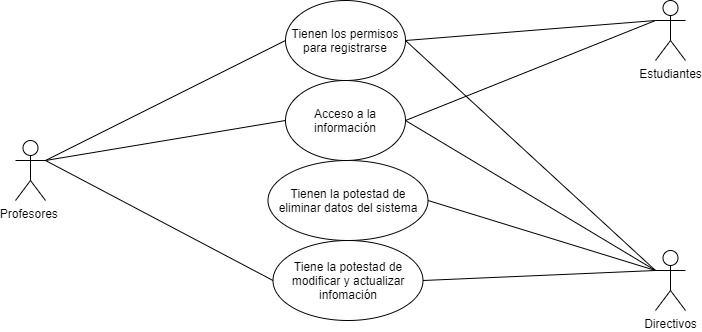 Tienen los permisos
para registrarse
Estudiantes
Acceso a la
información
Profesores
Tienen la potestad de
eliminar datos del sistema
Tiene la potestad de
modificar y actualizar
infomación
Directivos